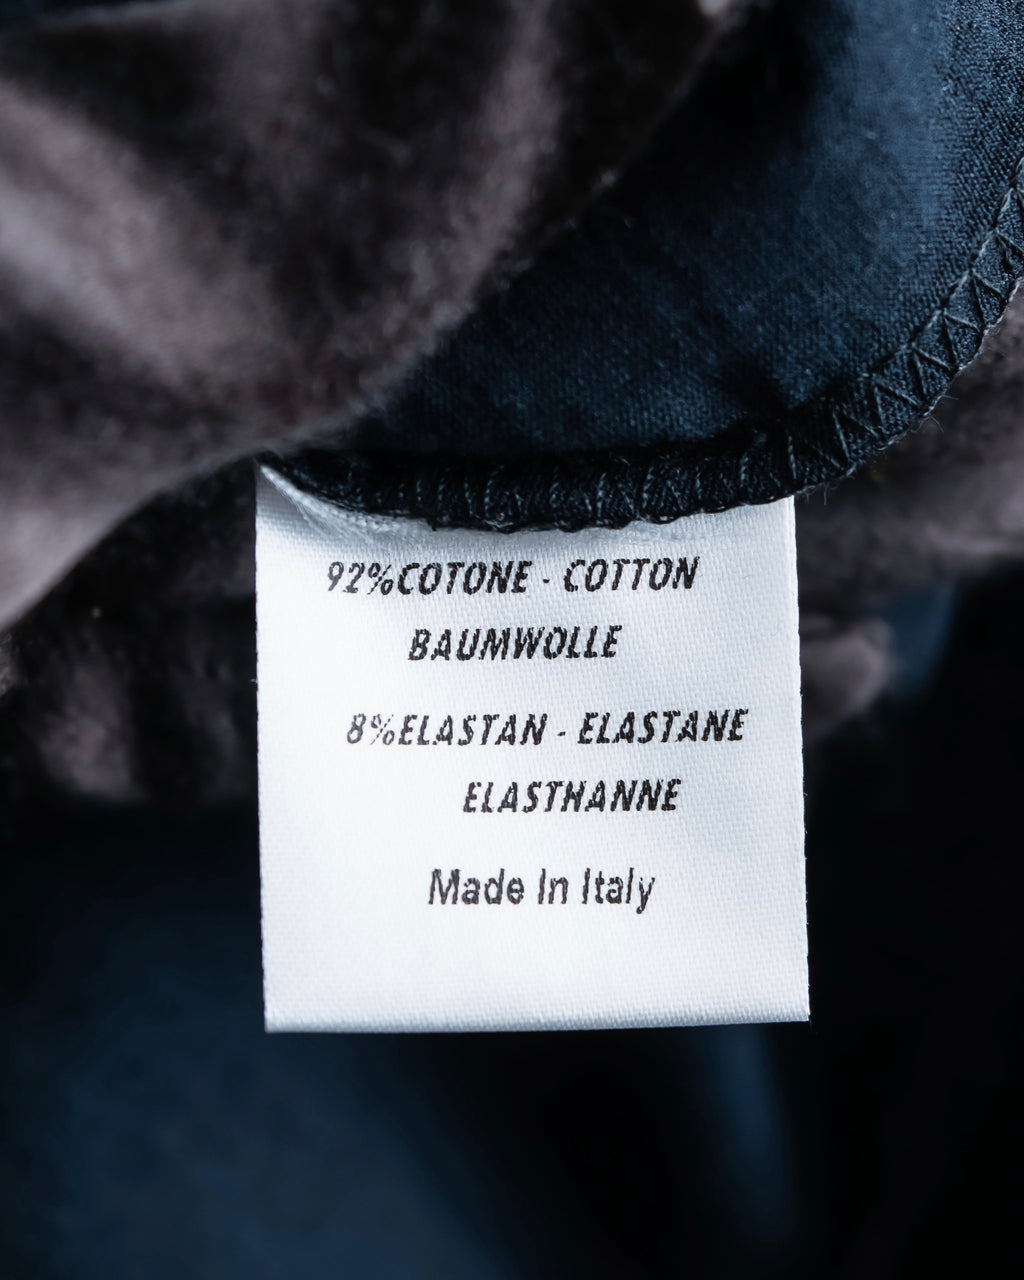 92%COTONE - COTTON
BAUMWOLLE
8%ELASTAN - ELASTANE
ELASTHANNE
Made In Italy